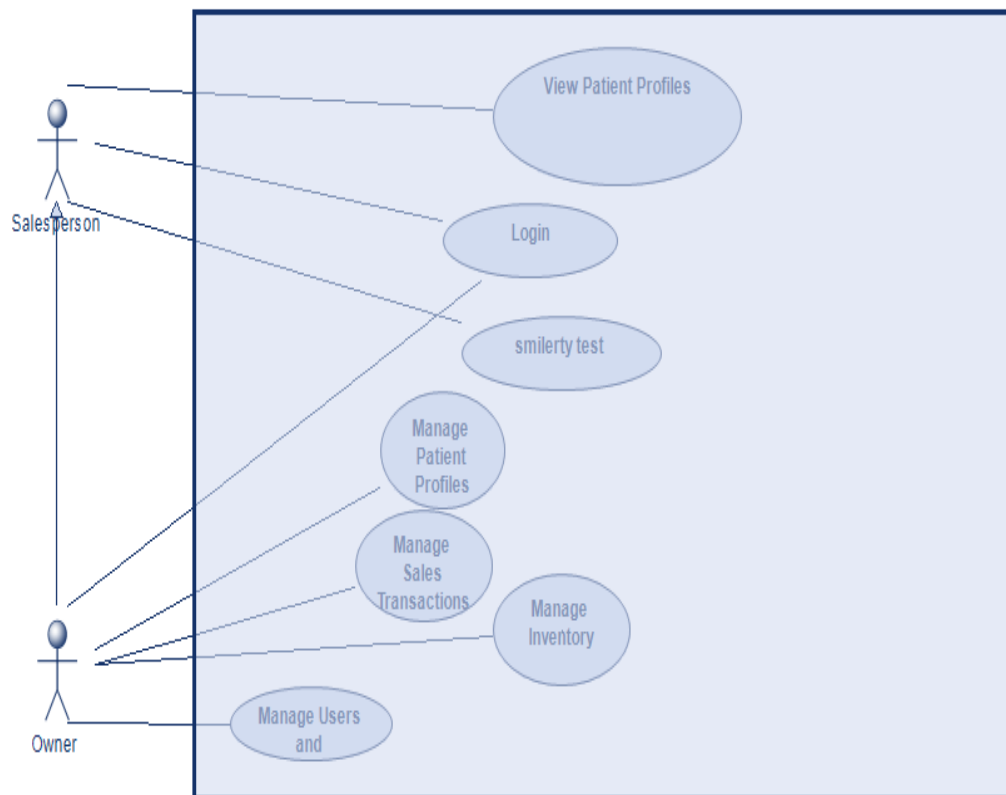 View Patient Profiles
Salesperson
Login
smilerty test
Manage
Patient
Profiles
Manage
Sales
Transactions
Manage
Inventory
Manage Users
and
Owner